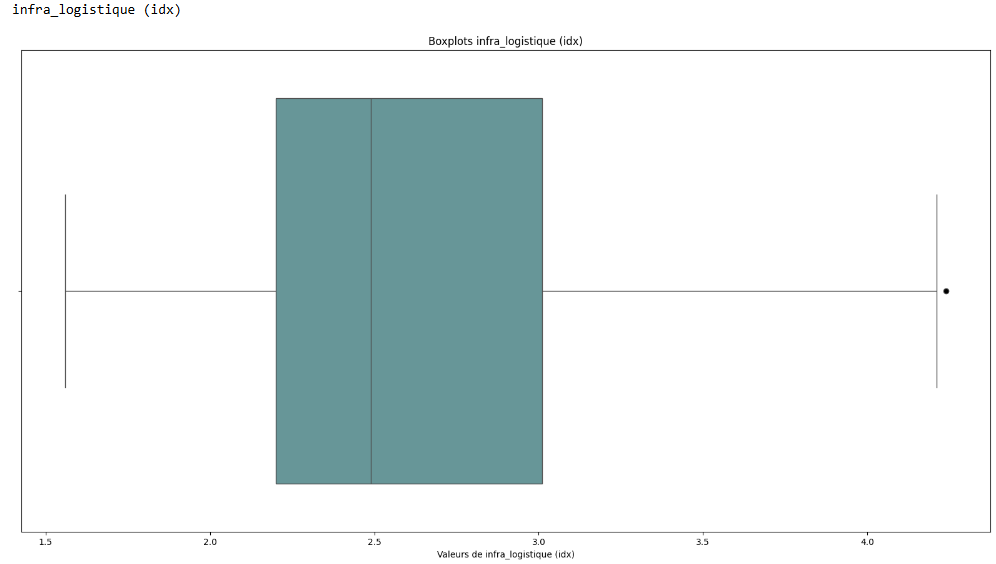 infra_logistique (idx)
Boxplots infra_logistique (idx)
1.5 2.0 2.5 3.0 3.5 4.0
Valeurs de infra_logistique (idx)